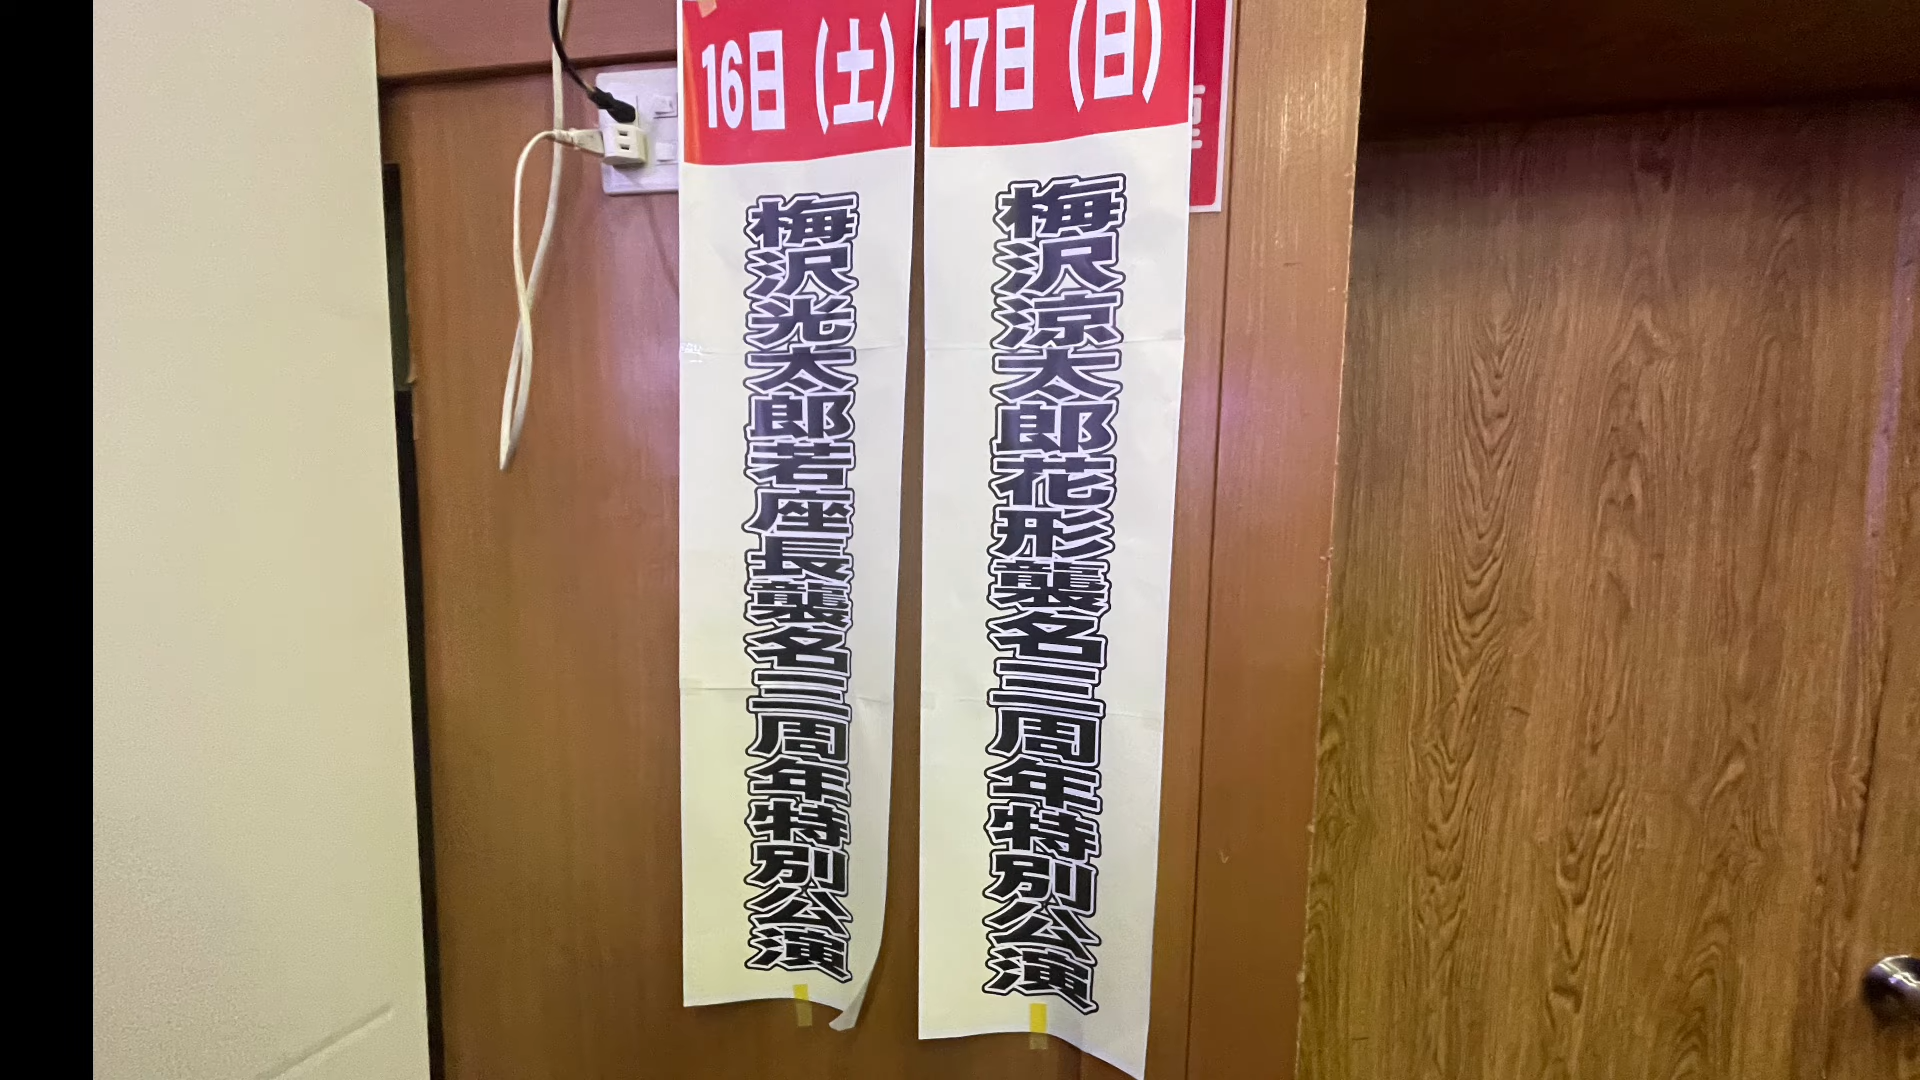 16日（土）
梅沢光太郎若座長襲名三周年特別公演
17日（日）
梅沢涼太郎花形襲名三周年特別公演